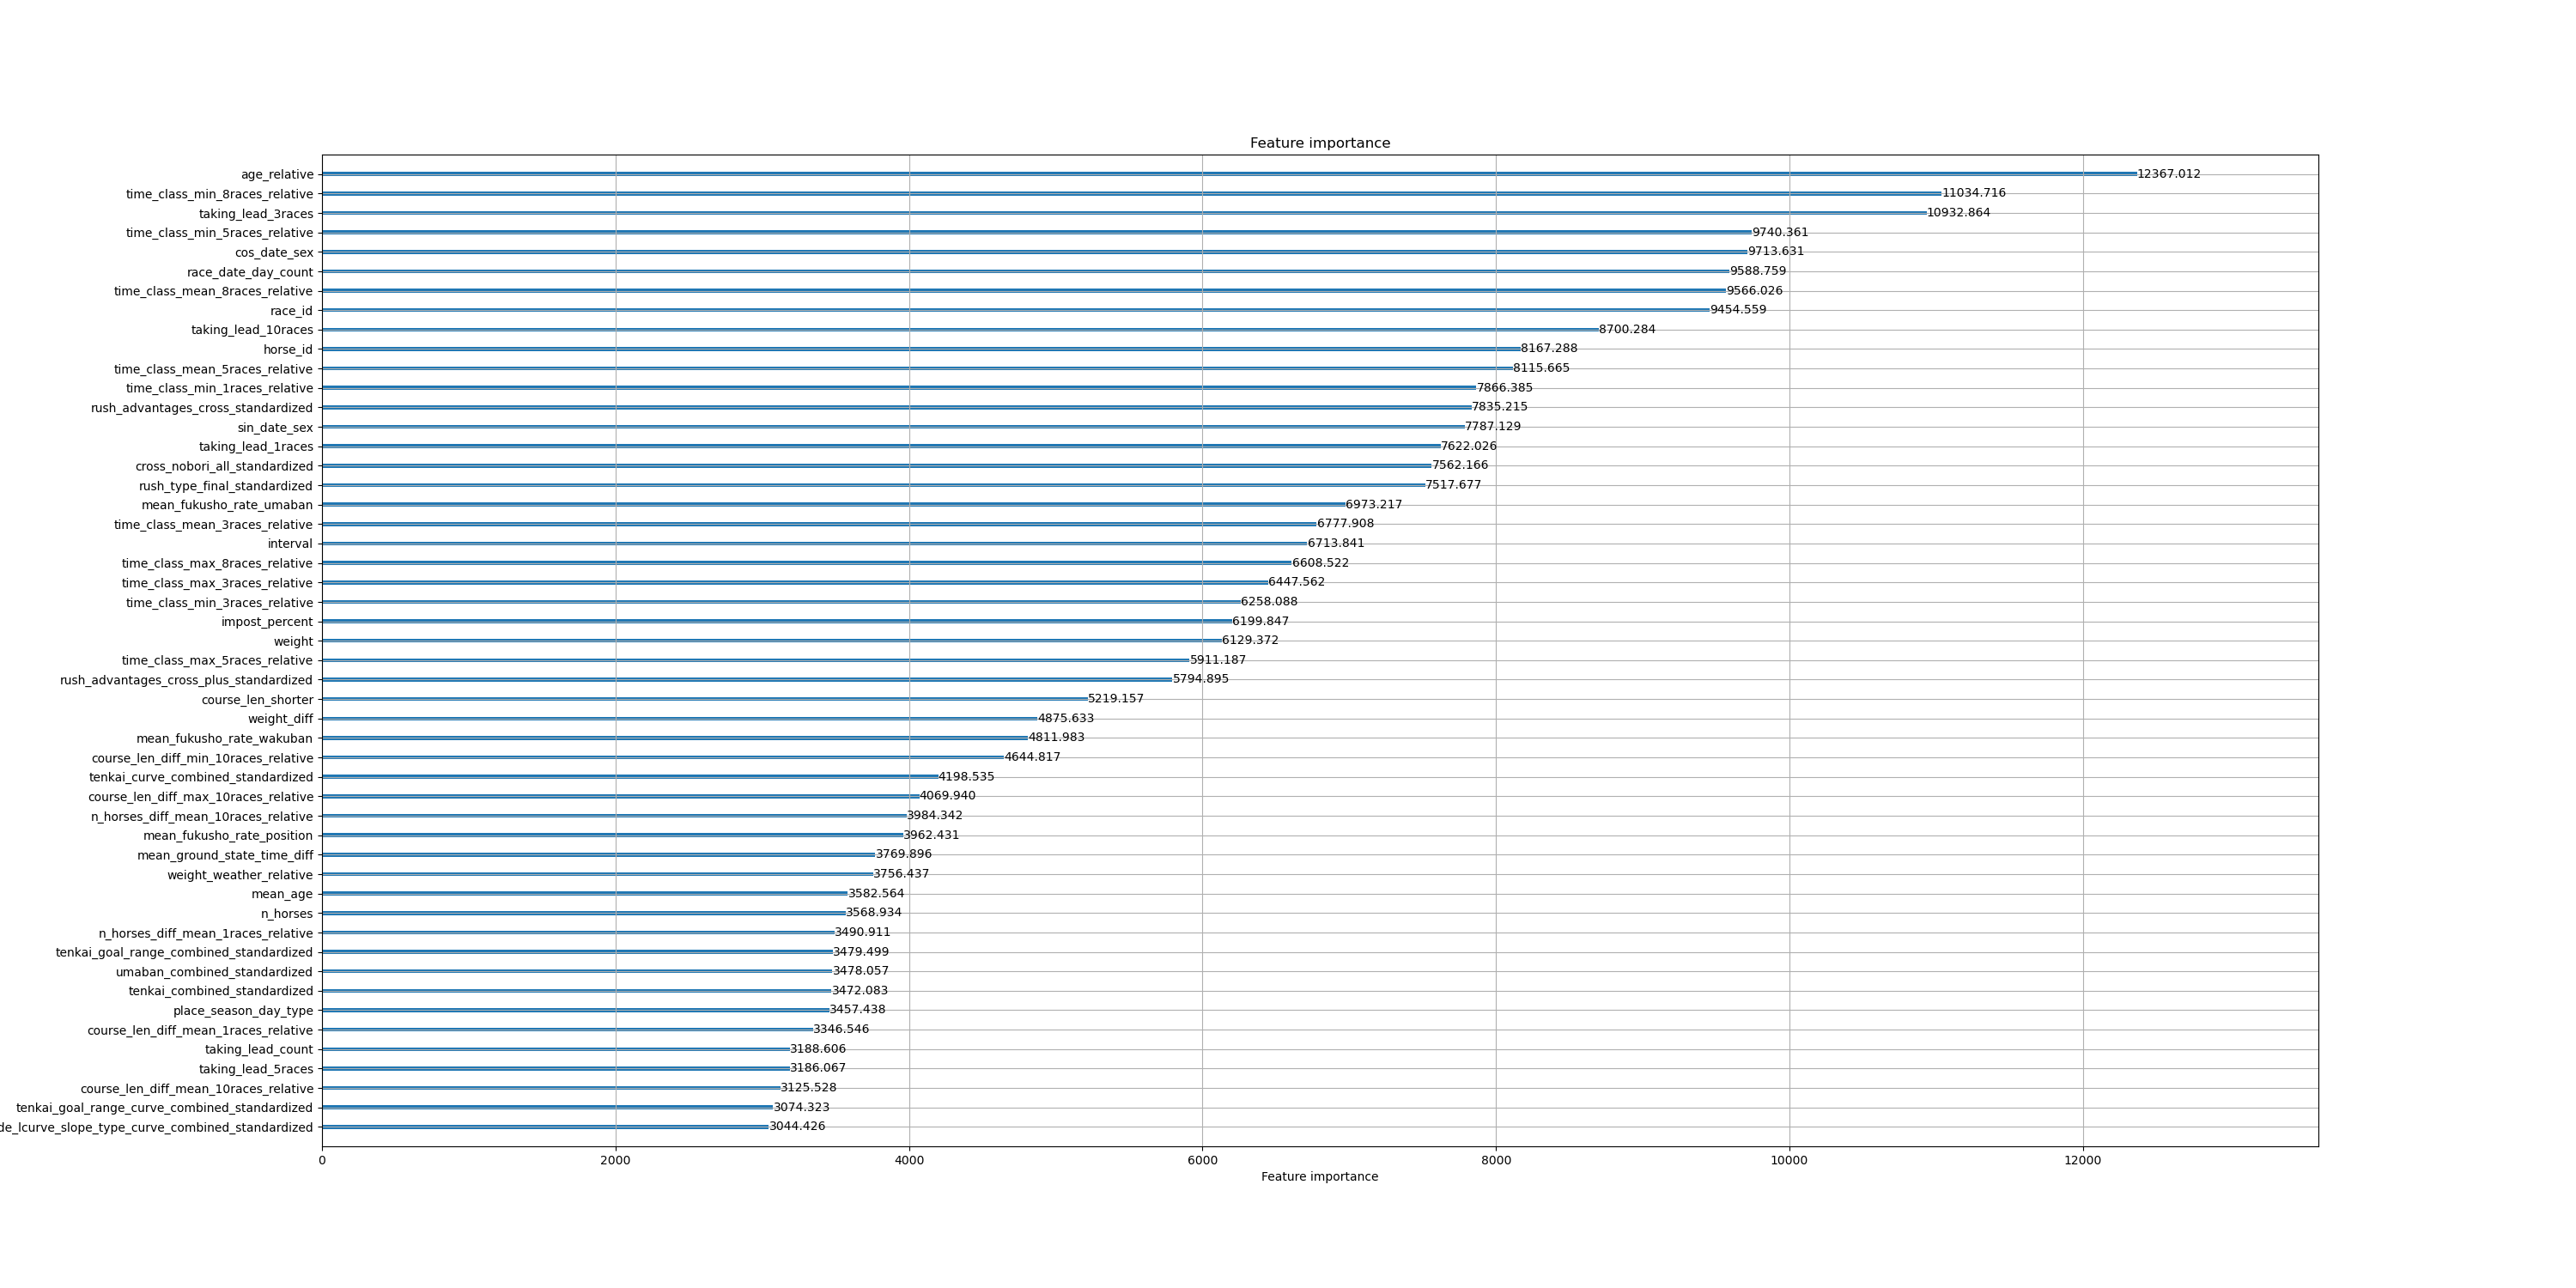 Feature importance
age_relative 12367.012
time_class_min_8races_relative 11034.716
taking_lead_3races 10932.864
time_class_min_5races_relative 9740.361
cos_date_sex 9713.631
race_date_day_count 9588.759
time_class_mean_8races_relative 9566.026
race_id 9454.559
taking_lead_10races 8700.284
horse_id 8167.288
time_class_mean_5races_relative 8115.665
time_class_min_1races_relative 7866.385
rush_advantages_cross_standardized 7835.215
sin_date_sex 7787.129
taking_lead_1races 7622.026
cross_nobori_all_standardized 7562.166
rush_type_final_standardized 7517.677
mean_fukusho_rate_umaban 6973.217
time_class_mean_3races_relative 6777.908
interval 6713.841
time_class_max_8races_relative 6608.522
time_class_max_3races_relative 6447.562
time_class_min_3races_relative 6258.088
impost_percent 6199.847
weight 6129.372
time_class_max_5races_relative 5911.187
rush_advantages_cross_plus_standardized 5794.895
course_len_shorter 5219.157
weight_diff 4875.633
mean_fukusho_rate_wakuban 4811.983
course_len_diff_min_10races_relative 4644.817
tenkai_curve_combined_standardized 4198.535
course_len_diff_max_10races_relative 4069.940
n_horses_diff_mean_10races_relative 3984.342
mean_fukusho_rate_position 3962.431
mean_ground_state_time_diff 3769.896
weight_weather_relative 3756.437
mean_age 3582.564
n_horses 3568.934
n_horses_diff_mean_1races_relative 3490.911
tenkai_goal_range_combined_standardized 3479.499
umaban_combined_standardized 3478.057
tenkai_combined_standardized 3472.083
place_season_day_type 3457.438
course_len_diff_mean_1races_relative 3346.546
taking_lead_count 3188.606
taking_lead_5races 3186.067
course_len_diff_mean_10races_relative 3125.528
tenkai_goal_range_curve_combined_standardized 3074.323
de_lcurve_slope_type_curve_combined_standardized 3044.426
0 2000 4000 6000 8000 10000 12000
Feature importance